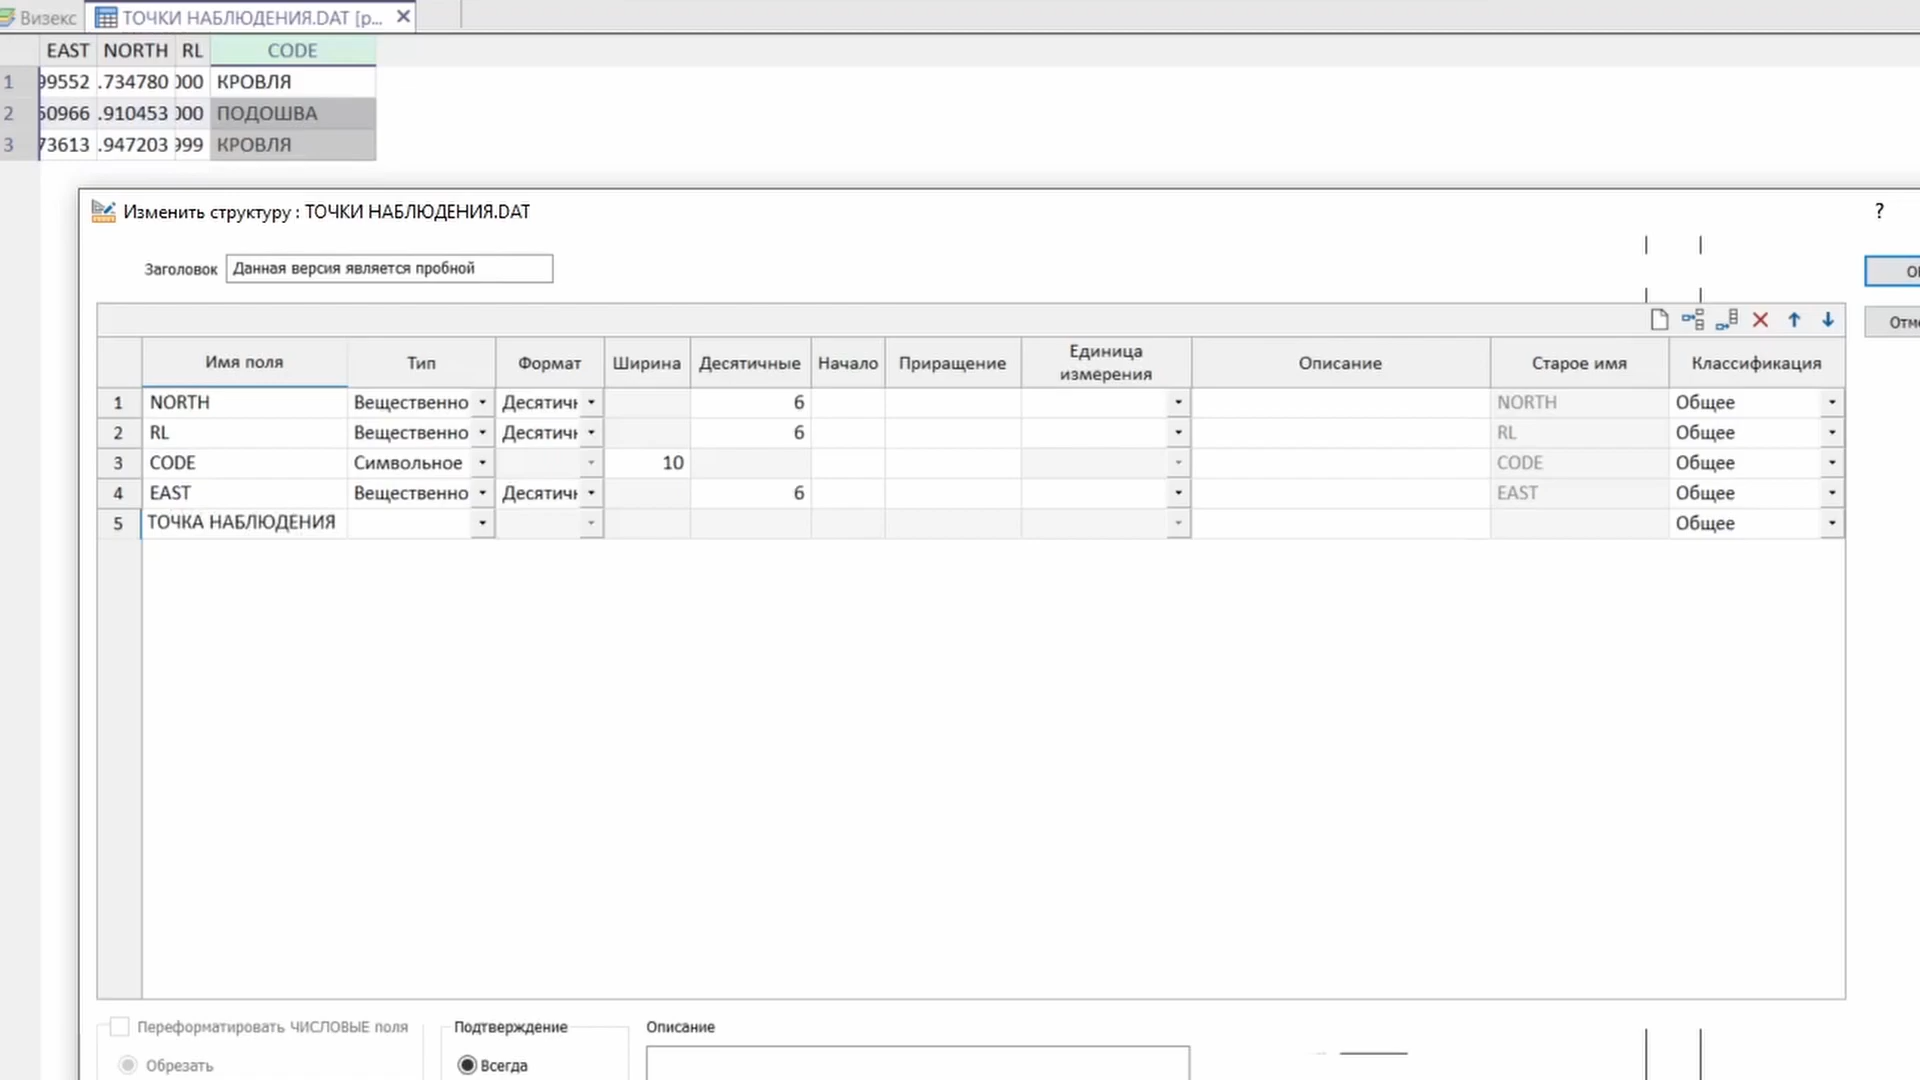 Визекс ТОЧКИ НАБЛЮДЕНИЯ.DAT [р...
EAST NORTH RL CODE
1 99552 .734780 000 КРОВЛЯ
2 50966 .910453 000 ПОДОШВА
3 73613 .947203 999 КРОВЛЯ
Изменить структуру : ТОЧКИ НАБЛЮДЕНИЯ.DAT ?
Заголовок Данная версия является пробной
Имя поля Тип Формат Ширина Десятичные Начало Приращение Единица измерения Описание Старое имя Классификация
1 NORTH Вещественно Десятичн 6 NORTH Общее
2 RL Вещественно Десятичн 6 RL Общее
3 CODE Символьное 10 CODE Общее
4 EAST Вещественно Десятичн 6 EAST Общее
5 ТОЧКА НАБЛЮДЕНИЯ Общее
Переформатировать ЧИСЛОВЫЕ поля Подтверждение Описание
Обрезать Всегда